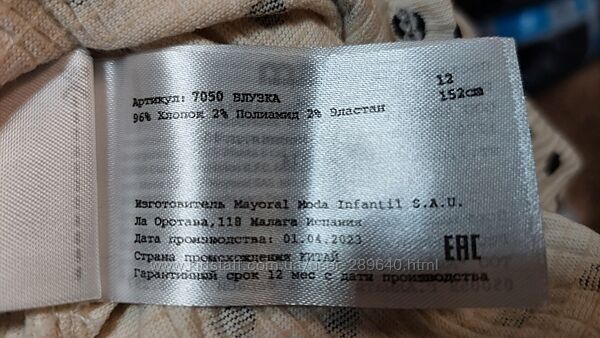 Артикул: 7050 БЛУЗКА 12
96% Хлопок 2% Полиамид 2% Эластан 152cm
Изготовитель Mayoral Moda Infantil S.A.U.
Ла Оротава,118 Малага Испания
Дата производства: 01.04.2023
Страна происхождения КИТАЙ
Гарантийный срок 12 мес с даты производства
EAC